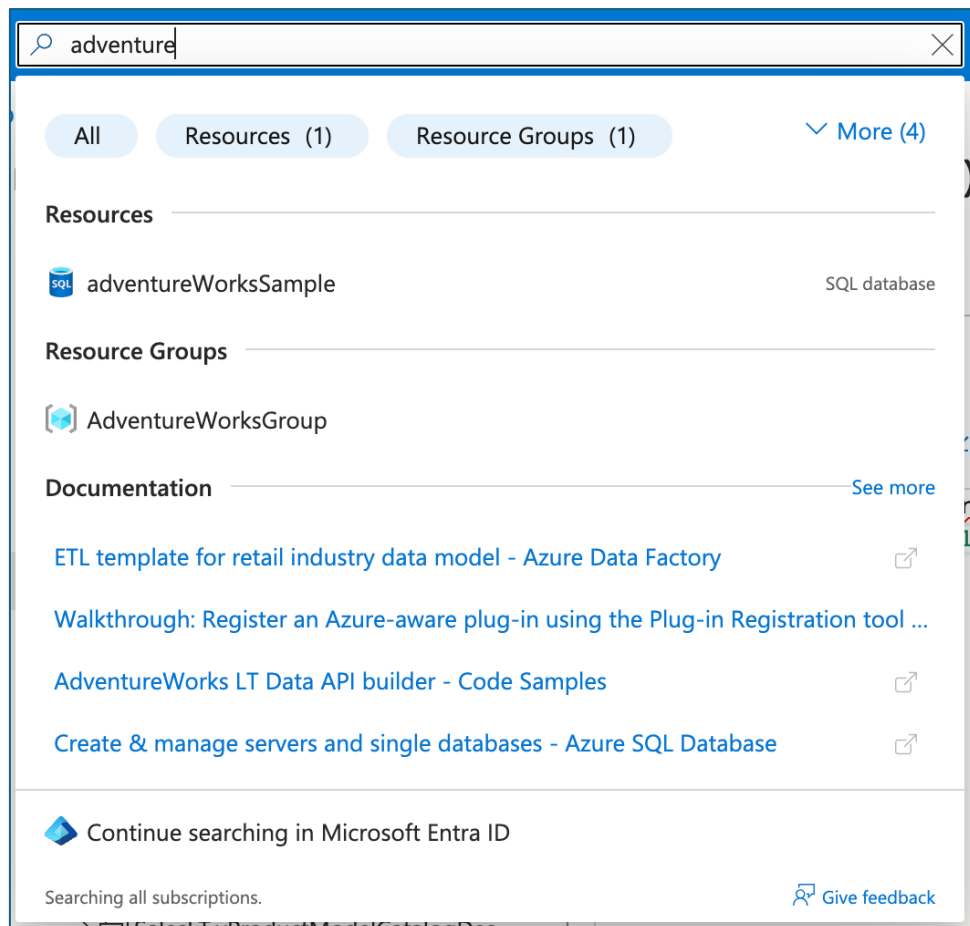 adventure
All Resources (1) Resource Groups (1) More (4)
Resources
SQL adventureWorksSample SQL database
Resource Groups
AdventureWorksGroup
Documentation See more
ETL template for retail industry data model - Azure Data Factory
Walkthrough: Register an Azure-aware plug-in using the Plug-in Registration tool ...
AdventureWorks LT Data API builder - Code Samples
Create & manage servers and single databases - Azure SQL Database
Continue searching in Microsoft Entra ID
Searching all subscriptions. Give feedback